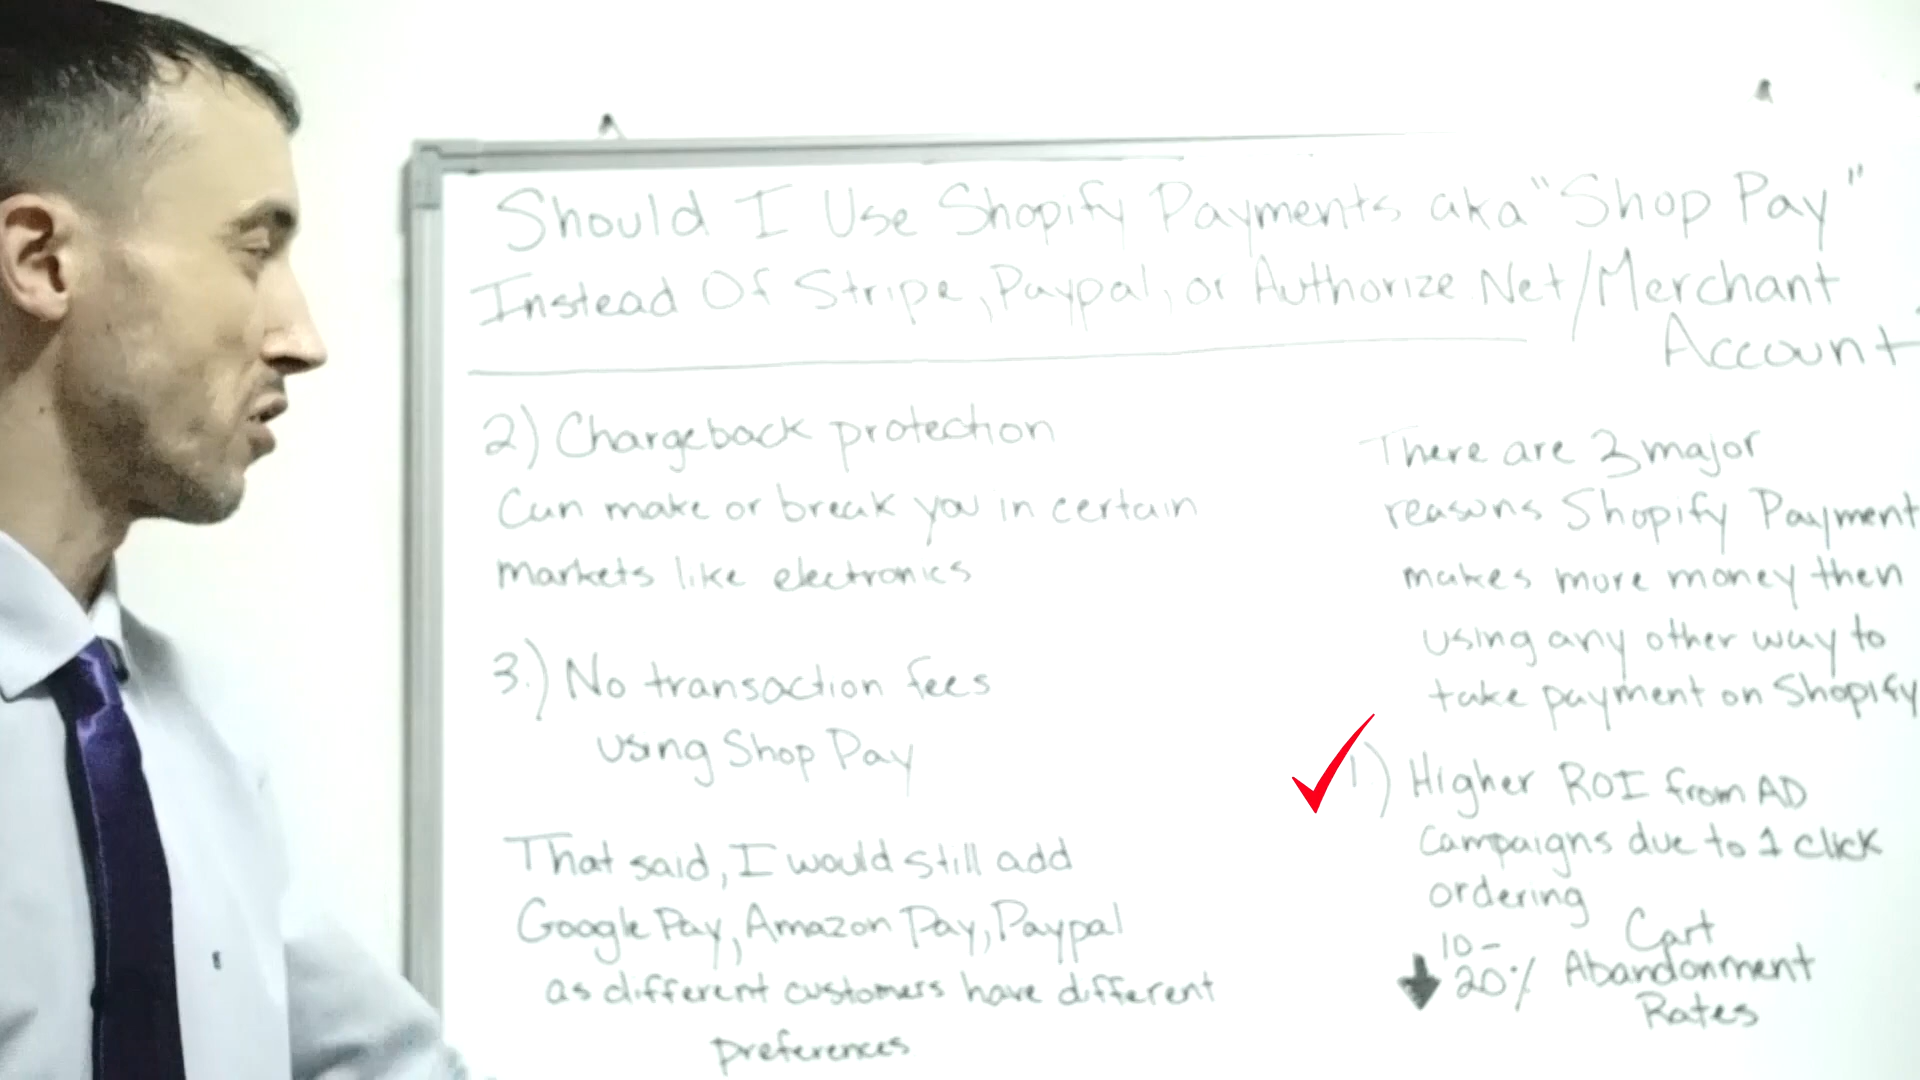 Should I Use Shopify Payments aka "Shop Pay"
Instead Of Stripe, Paypal, or Authorize Net/Merchant
Account
There are 3 major
reasons Shopify Payment
makes more money then
using any other way to
take payment on Shopify
1) Higher ROI from AD
Campaigns due to 1 click
ordering
↓ 10-
20% Cart
Abandonment
Rates
2) Chargeback protection
Can make or break you in certain
markets like electronics
3.) No transaction fees
using Shop Pay
That said, I would still add
Google Pay, Amazon Pay, Paypal
as different customers have different
preferences